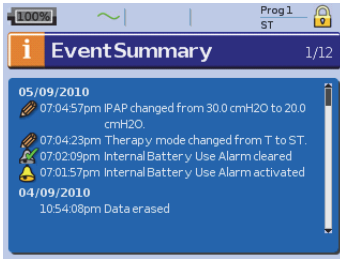 100%
Prog 1
ST
i Event Summary 1/12
05/09/2010
07:04:57pm IPAP changed from 30.0 cmH2O to 20.0
cmH2O.
07:04:23pm Therapy mode changed from T to ST.
07:02:09pm Internal Battery Use Alarm cleared
07:01:57pm Internal Battery Use Alarm activated
04/09/2010
10:54:08pm Data erased